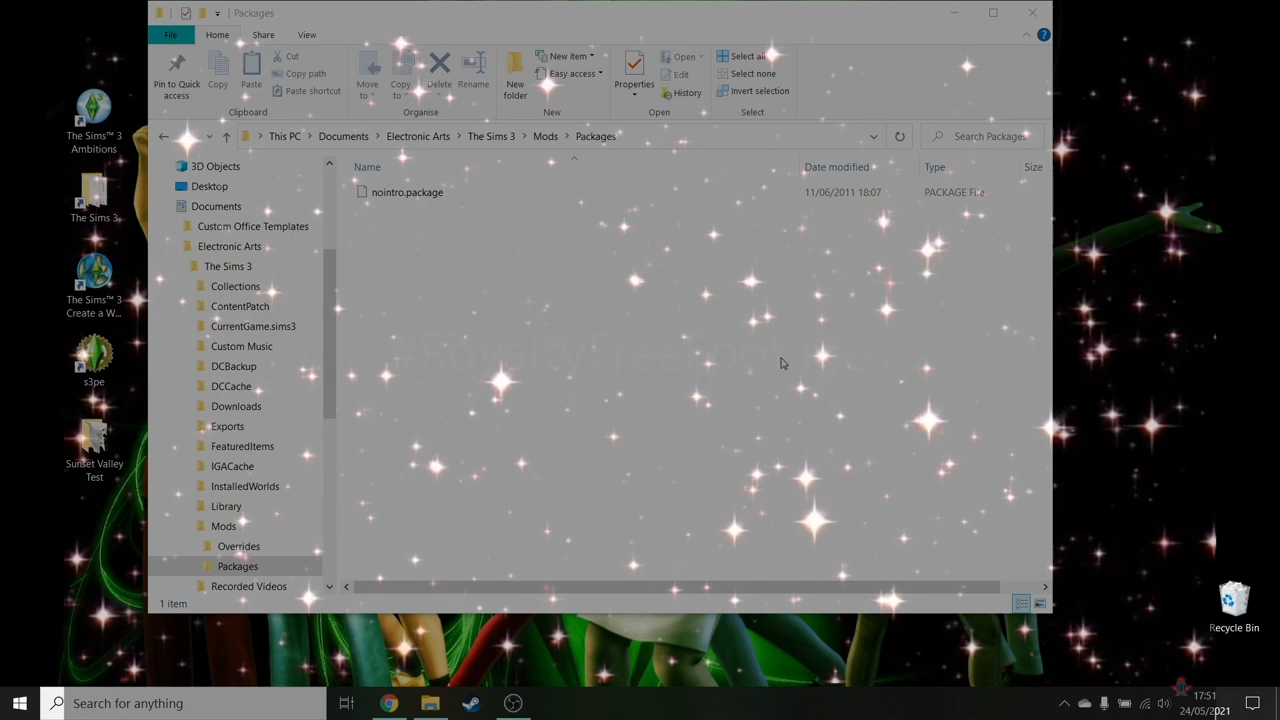 Packages
File
Home
Share
View
Pin to Quick access
Copy
Paste
Cut
Copy path
Paste shortcut
Clipboard
Move to
Copy to
Delete
Rename
Organise
New folder
New item
Easy access
New
Properties
Open
Edit
History
Open
Select all
Select none
Invert selection
Select
This PC > Documents > Electronic Arts > The Sims 3 > Mods > Packages
Search Packages
Name
Date modified
Type
Size
nointro.package
11/06/2011 18:07
PACKAGE File
3D Objects
Desktop
Documents
Custom Office Templates
Electronic Arts
The Sims 3
Collections
ContentPatch
CurrentGame.sims3
Custom Music
DCBackup
DCCache
Downloads
Exports
FeaturedItems
IGACache
InstalledWorlds
Library
Mods
Overrides
Packages
Recorded Videos
1 item
The Sims™ 3
Ambitions
The Sims 3
The Sims™ 3
Create a W...
s3pe
Sunset Valley
Test
Recycle Bin
Search for anything
17:51
24/05/2021